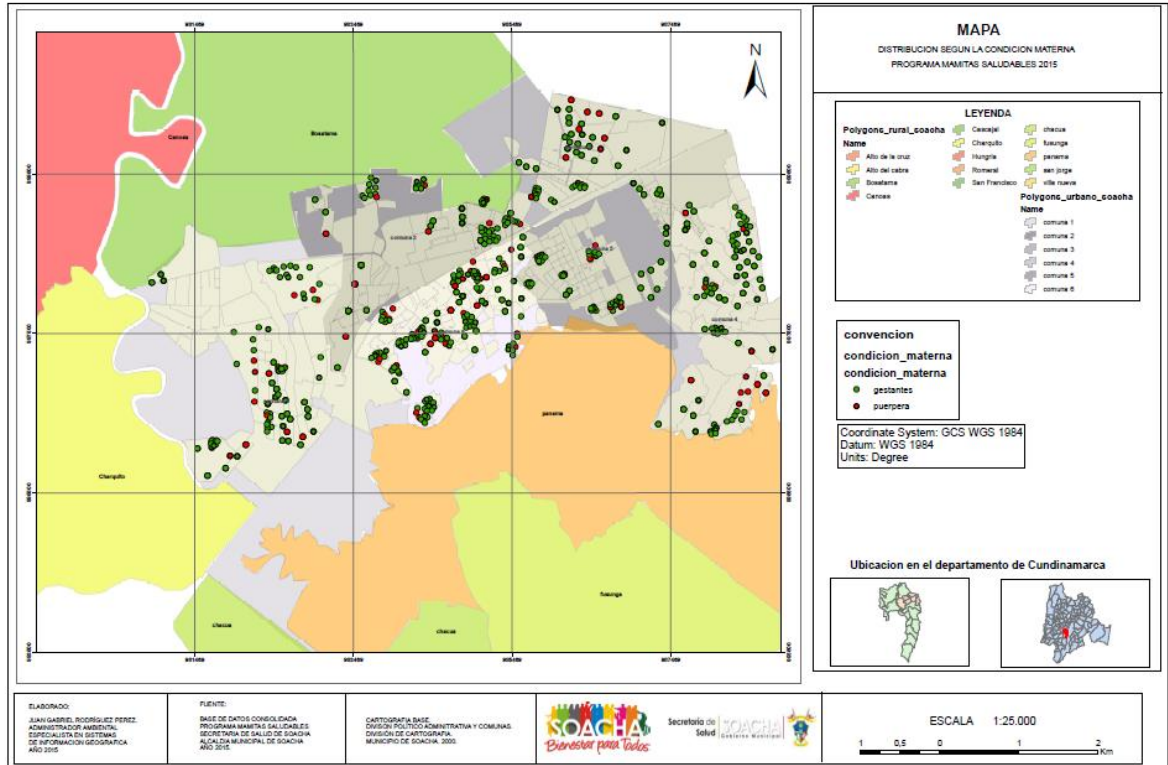 MAPA
DISTRIBUCION SEGUN LA CONDICION MATERNA
PROGRAMA MAMITAS SALUDABLES 2015
N
Canoas
Bosatama
Charquito
panama
fusunga
chacua
chacua
comuna 4
LEYENDA
Polygons_rural_soacha
Name
Alto de la cruz
Alto del cabra
Bosatama
Canoas
Cascajal
Charquito
Hungria
Romeral
San Francisco
chacua
fusunga
panama
san jorge
villa nueva
Polygons_urbano_soacha
Name
comuna 1
comuna 2
comuna 3
comuna 4
comuna 5
comuna 6
convencion
condicion_materna
condicion_materna
gestantes
puerpera
Coordinate System: GCS WGS 1984
Datum: WGS 1984
Units: Degree
Ubicacion en el departamento de Cundinamarca
ELABORADO:
JUAN GABRIEL RODRÍGUEZ PEREZ.
ADMINISTRADOR AMBIENTAL
ESPECIALISTA EN SISTEMAS
DE INFORMACION GEOGRAFICA
AÑO 2015
FUENTE:
BASE DE DATOS CONSOLIDADA
PROGRAMA MAMITAS SALUDABLES
SECRETARIA DE SALUD DE SOACHA
ALCALDIA MUNICIPAL DE SOACHA
AÑO 2015.
CARTOGRAFIA BASE.
DIVISION POLITICO ADMINITRATIVA Y COMUNAS.
DIVISIÓN DE CARTOGRAFIA.
MUNICIPIO DE SOACHA. 2000.
SOACHA
Bienestar para Todos
Secretaría de
Salud
SOACHA
Gobierno Municipal
ESCALA 1:25.000
1 0,5 0 1 2
Km